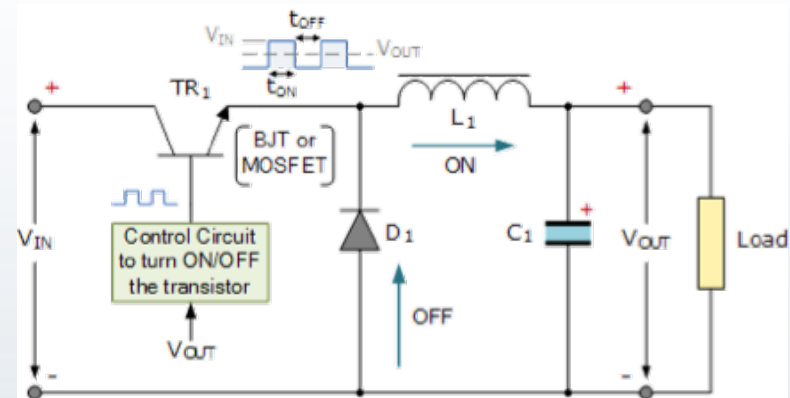 tOFF
VIN
VOUT
tON
TR1
+
+
L1
BJT or
MOSFET
ON
+
VIN
Control Circuit
to turn ON/OFF
the transistor
D1
C1
VOUT
Load
OFF
VOUT
-
-